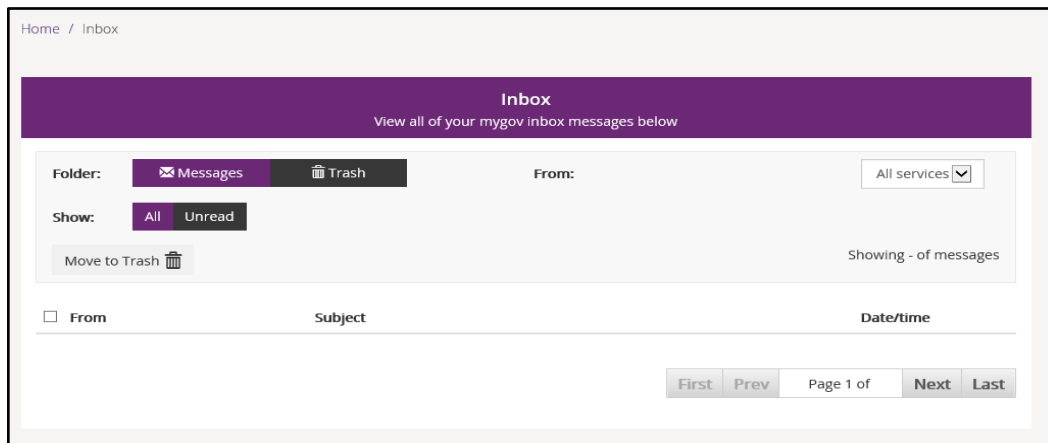 Home / Inbox
Inbox
View all of your mygov inbox messages below
Folder: Messages Trash From: All services
Show: All Unread
Move to Trash Showing - of messages
From Subject Date/time
First Prev Page 1 of Next Last